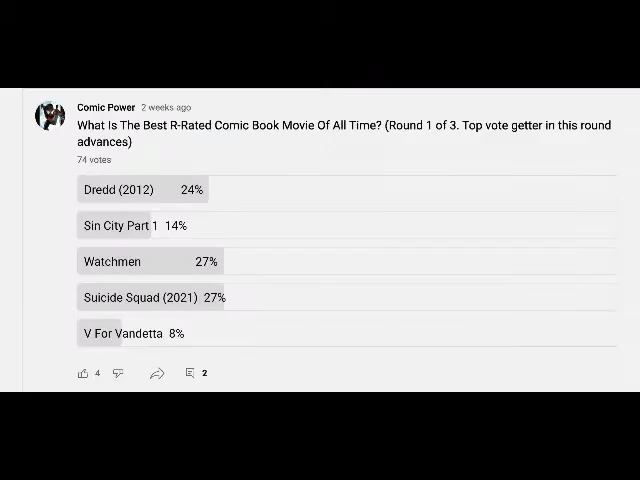 Comic Power 2 weeks ago
What Is The Best R-Rated Comic Book Movie Of All Time? (Round 1 of 3. Top vote getter in this round
advances)
74 votes
Dredd (2012) 24%
Sin City Part 1 14%
Watchmen 27%
Suicide Squad (2021) 27%
V For Vandetta 8%
4 2